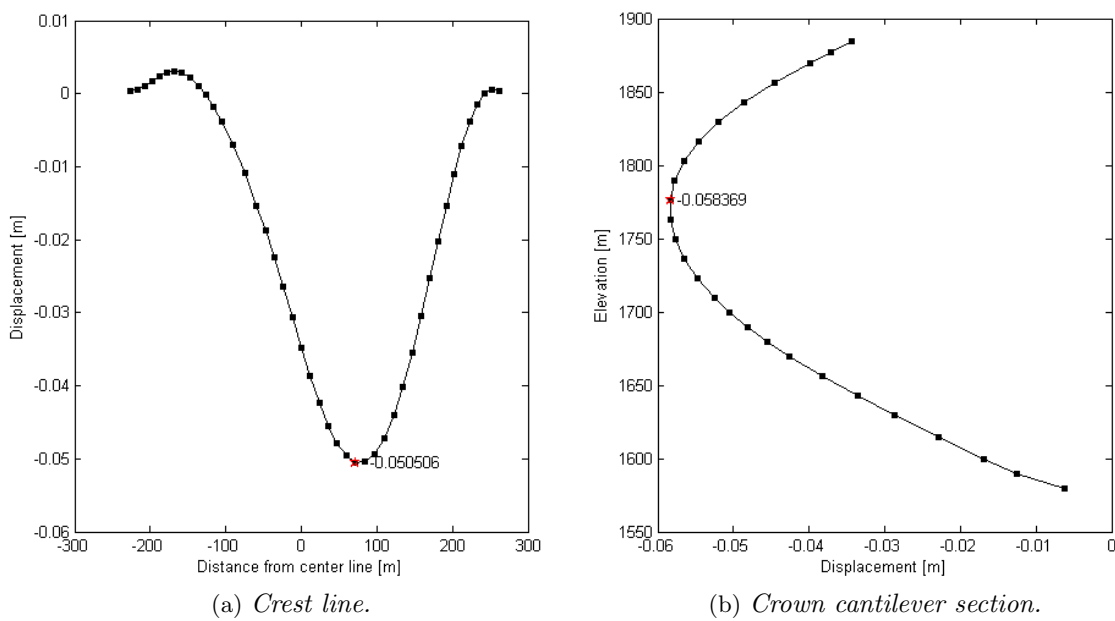 0.01
0
-0.01
-0.02
-0.03
-0.04
-0.05
-0.06
Displacement [m]
-0.050506
-300 -200 -100 0 100 200 300
Distance from center line [m]
(a) Crest line.
1900
1850
1800
1750
1700
1650
1600
1550
Elevation [m]
-0.058369
-0.06 -0.05 -0.04 -0.03 -0.02 -0.01 0
Displacement [m]
(b) Crown cantilever section.